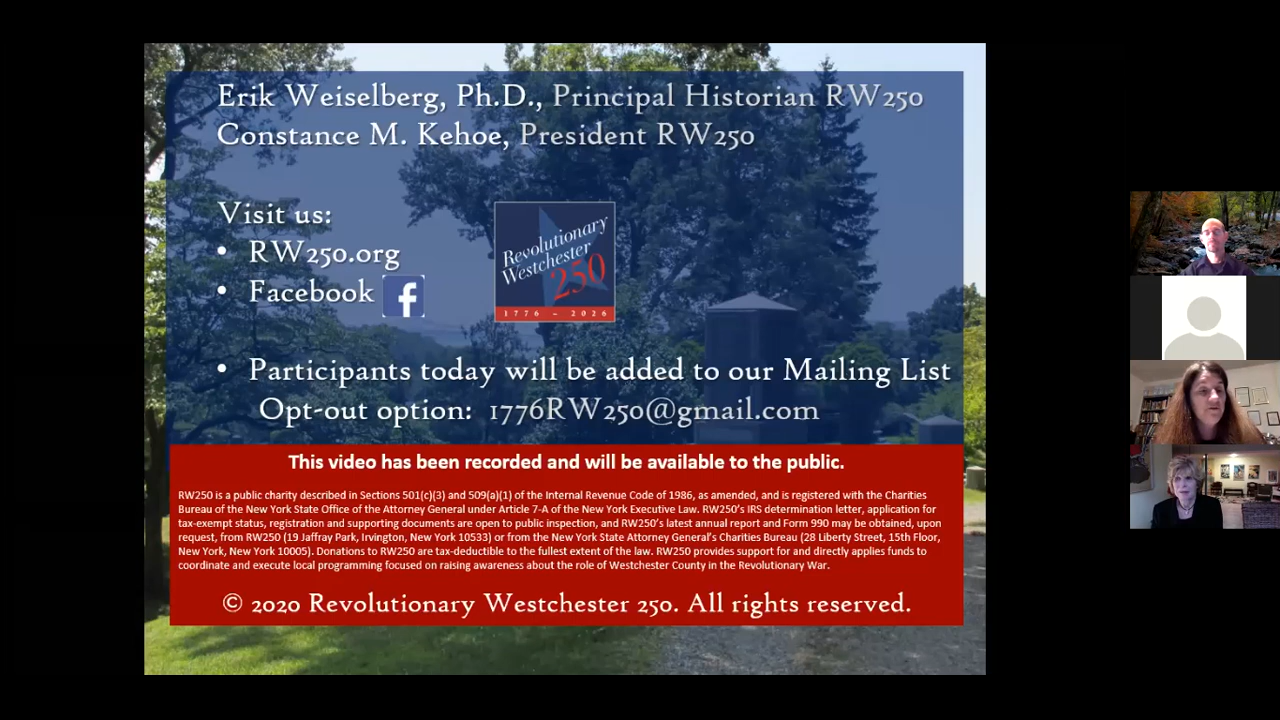 Erik Weiselberg, Ph.D., Principal Historian RW250
Constance M. Kehoe, President RW250
Visit us:
• RW250.org
• Facebook f
Revolutionary
Westchester
250
1776 - 2026
• Participants today will be added to our Mailing List
Opt-out option: 1776RW250@gmail.com
This video has been recorded and will be available to the public.
RW250 is a public charity described in Sections 501(c)(3) and 509(a)(1) of the Internal Revenue Code of 1986, as amended, and is registered with the Charities
Bureau of the New York State Office of the Attorney General under Article 7-A of the New York Executive Law. RW250's IRS determination letter, application for
tax-exempt status, registration and supporting documents are open to public inspection, and RW250's latest annual report and Form 990 may be obtained, upon
request, from RW250 (19 Jaffray Park, Irvington, New York 10533) or from the New York State Attorney General's Charities Bureau (28 Liberty Street, 15th Floor,
New York, New York 10005). Donations to RW250 are tax-deductible to the fullest extent of the law. RW250 provides support for and directly applies funds to
coordinate and execute local programming focused on raising awareness about the role of Westchester County in the Revolutionary War.
© 2020 Revolutionary Westchester 250. All rights reserved.